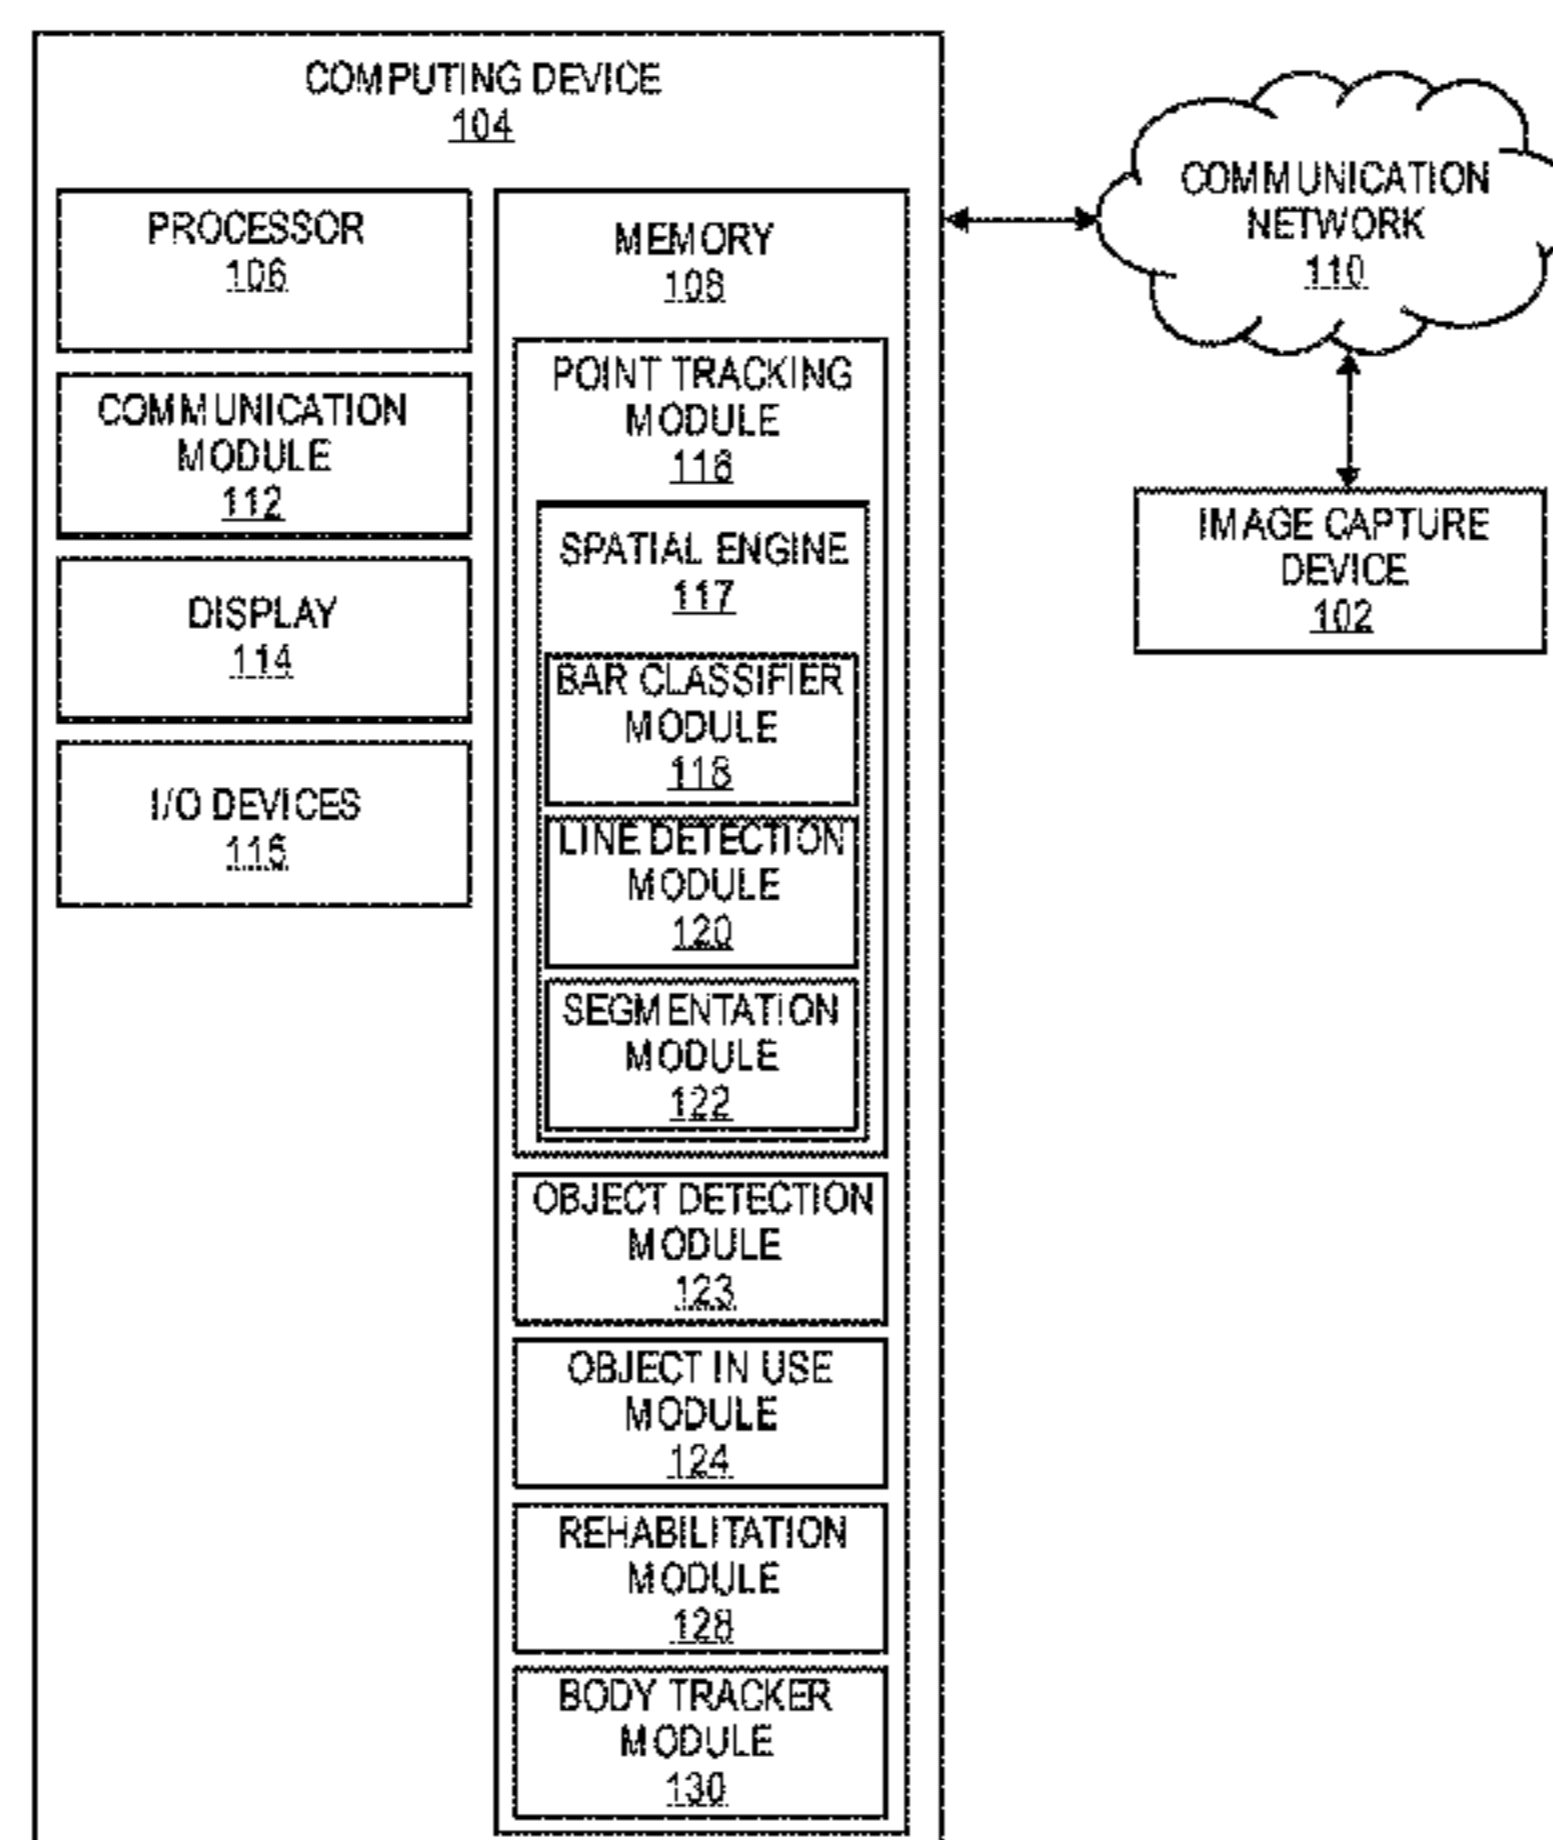 COMPUTING DEVICE
104
PROCESSOR
106
COMMUNICATION
MODULE
112
DISPLAY
114
I/O DEVICES
115
MEMORY
108
POINT TRACKING
MODULE
116
SPATIAL ENGINE
117
BAR CLASSIFIER
MODULE
118
LINE DETECTION
MODULE
120
SEGMENTATION
MODULE
122
OBJECT DETECTION
MODULE
123
OBJECT IN USE
MODULE
124
REHABILITATION
MODULE
128
BODY TRACKER
MODULE
130
COMMUNICATION
NETWORK
110
IMAGE CAPTURE
DEVICE
102